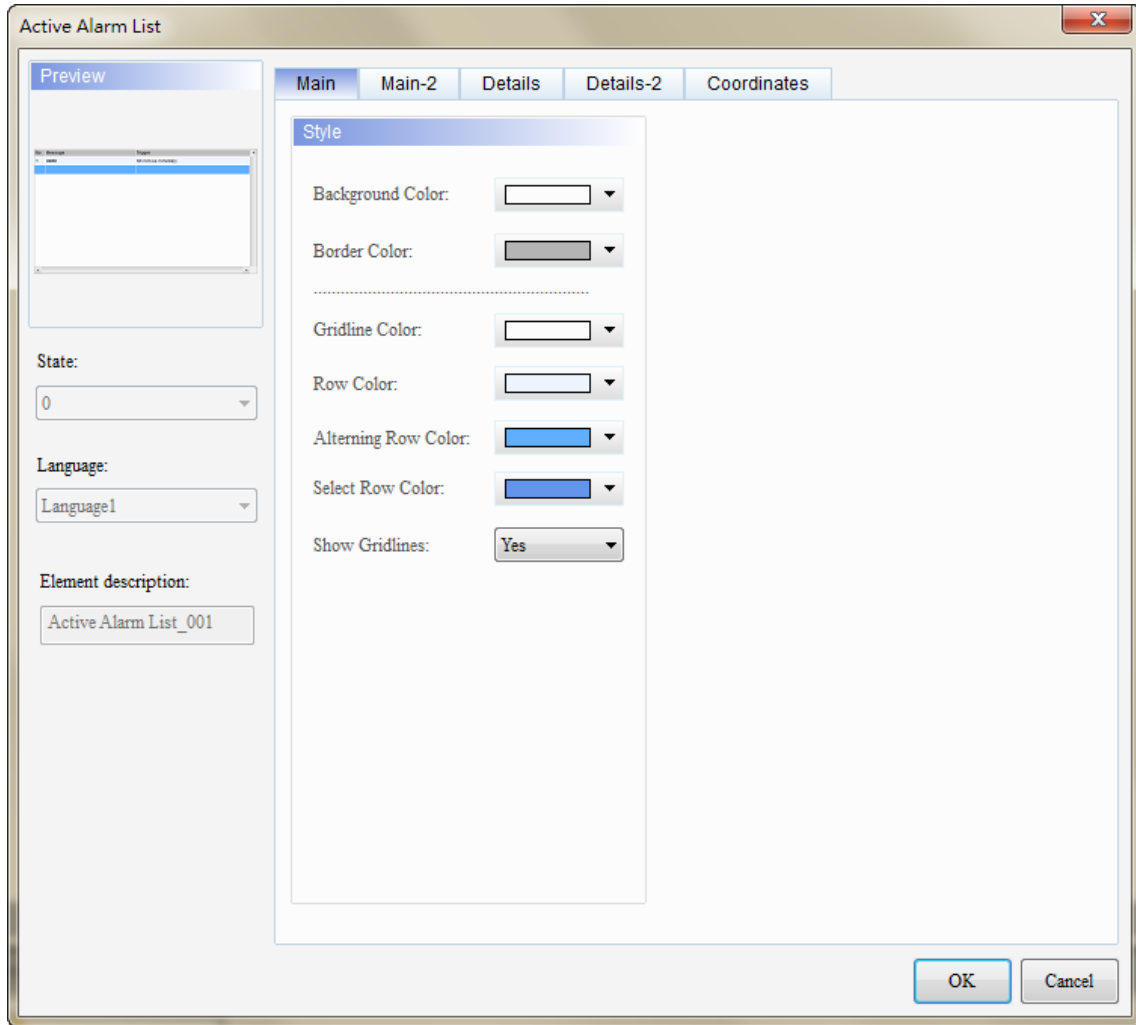 Active Alarm List
Preview
Main
Main-2
Details
Details-2
Coordinates
Style
Background Color:
Border Color:
Gridline Color:
Row Color:
Alterning Row Color:
Select Row Color:
Show Gridlines:
Yes
State:
0
Language:
Language1
Element description:
Active Alarm List_001
OK
Cancel